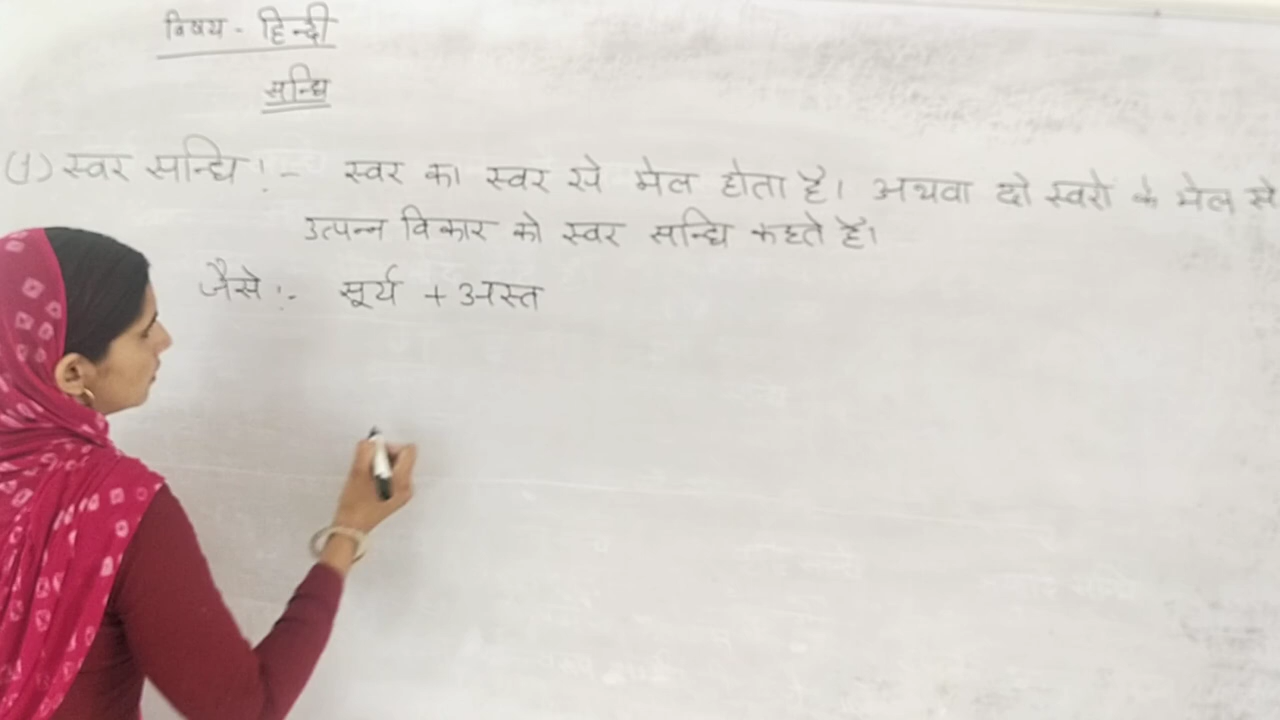 विषय - हिन्दी
सन्धि
(1) स्वर सन्धि :- स्वर का स्वर से मेल होता है। अथवा दो स्वरों के मेल से
उत्पन्न विकार को स्वर सन्धि कहते हैं।
जैसे :- सूर्य + अस्त